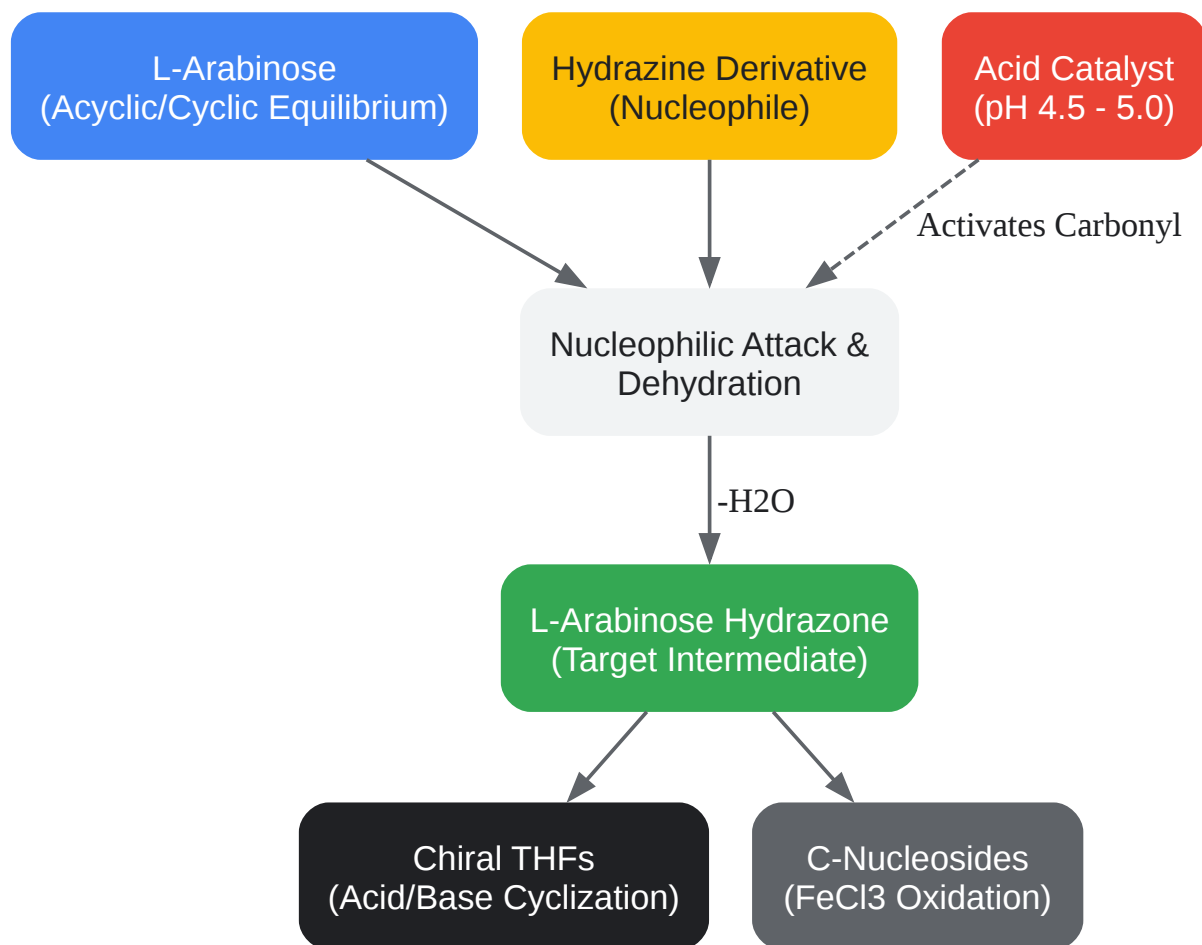 L-Arabinose
(Acyclic/Cyclic Equilibrium)
Hydrazine Derivative
(Nucleophile)
Acid Catalyst
(pH 4.5 - 5.0)
Activates Carbonyl
Nucleophilic Attack &
Dehydration
-H2O
L-Arabinose Hydrazone
(Target Intermediate)
Chiral THFs
(Acid/Base Cyclization)
C-Nucleosides
(FeCl3 Oxidation)